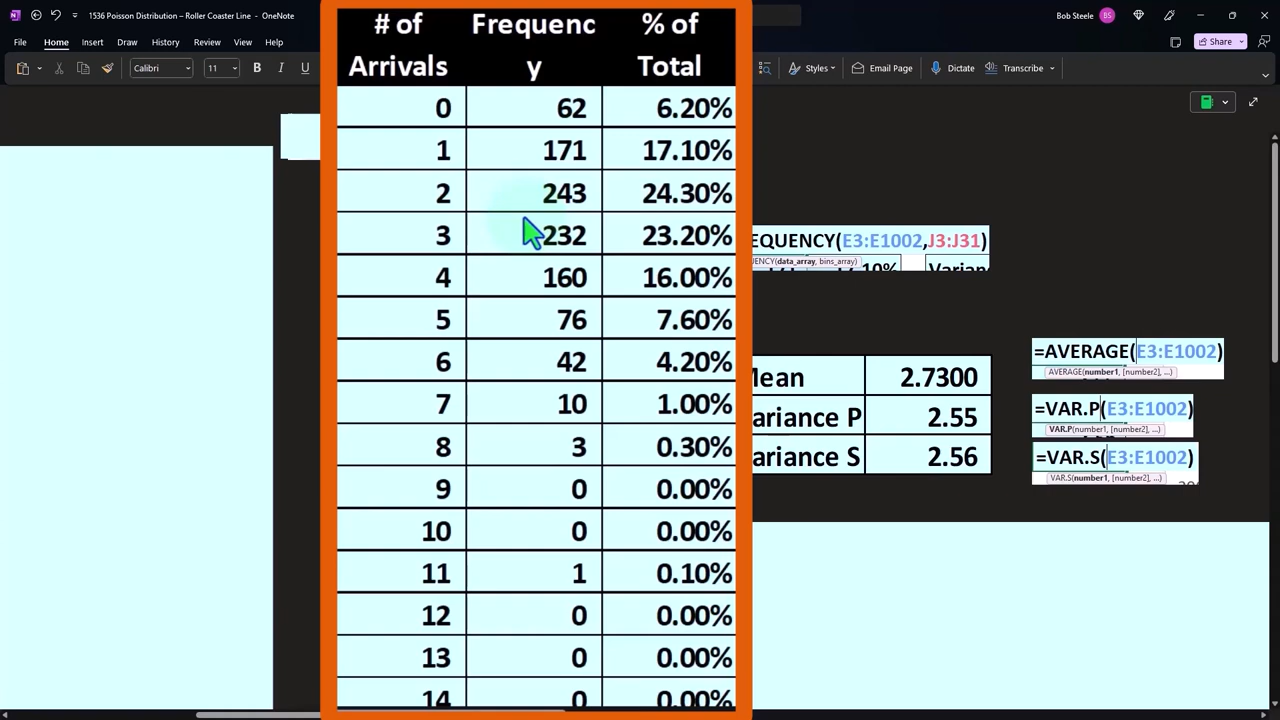 1536 Poisson Distribution – Roller Coaster Line - OneNote
Bob Steele
BS
File Home Insert Draw History Review View Help
Share
Calibri 11 B I U
Styles Email Page Dictate Transcribe
# of Arrivals Frequenc y % of Total
0 62 6.20%
1 171 17.10%
2 243 24.30%
3 232 23.20%
4 160 16.00%
5 76 7.60%
6 42 4.20%
7 10 1.00%
8 3 0.30%
9 0 0.00%
10 0 0.00%
11 1 0.10%
12 0 0.00%
13 0 0.00%
14 0 0.00%
EQUENCY(E3:E1002,J3:J31)
ENCY(data_array, bins_array)
Mean 2.7300
ariance P 2.55
ariance S 2.56
=AVERAGE(E3:E1002)
AVERAGE(number1, [number2], ...)
=VAR.P(E3:E1002)
VAR.P(number1, [number2], ...)
=VAR.S(E3:E1002)
VAR.S(number1, [number2], ...)